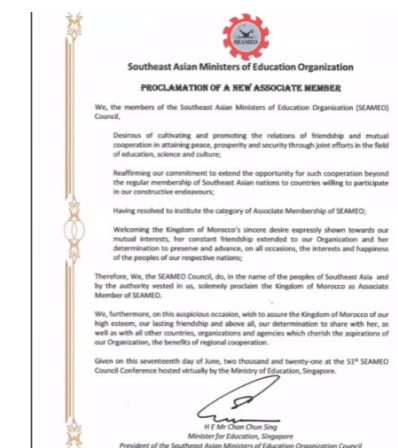 SEAMEO
Southeast Asian Ministers of Education Organization
PROCLAMATION OF A NEW ASSOCIATE MEMBER
We, the members of the Southeast Asian Ministers of Education Organization (SEAMEO)
Council,
Desirous of cultivating and promoting the relations of friendship and mutual
cooperation in attaining peace, prosperity and security through joint efforts in the field
of education, science and culture;
Reaffirming our commitment to extend the opportunity for such cooperation beyond
the regular membership of Southeast Asian nations to countries willing to participate
in our constructive endeavours;
Having resolved to institute the category of Associate Membership of SEAMEO;
Welcoming the Kingdom of Morocco's sincere desire expressly shown towards our
mutual interests, her constant friendship extended to our Organization and her
determination to preserve and advance, on all occasions, the interests and happiness
of the peoples of our respective nations;
Therefore, We, the SEAMEO Council, do, in the name of the peoples of Southeast Asia and
by the authority vested in us, solemnly proclaim the Kingdom of Morocco as Associate
Member of SEAMEO.
We, furthermore, on this auspicious occasion, wish to assure the Kingdom of Morocco of our
high esteem, our lasting friendship and above all, our determination to share with her, as
well as with all other countries, organizations and agencies which cherish the aspirations of
our Organization, the benefits of regional cooperation.
Given on this seventeenth day of June, two thousand and twenty-one at the 51st SEAMEO
Council Conference hosted virtually by the Ministry of Education, Singapore.
H E Mr Chan Chun Sing
Minister for Education, Singapore
President of the Southeast Asian Ministers of Education Organization Council